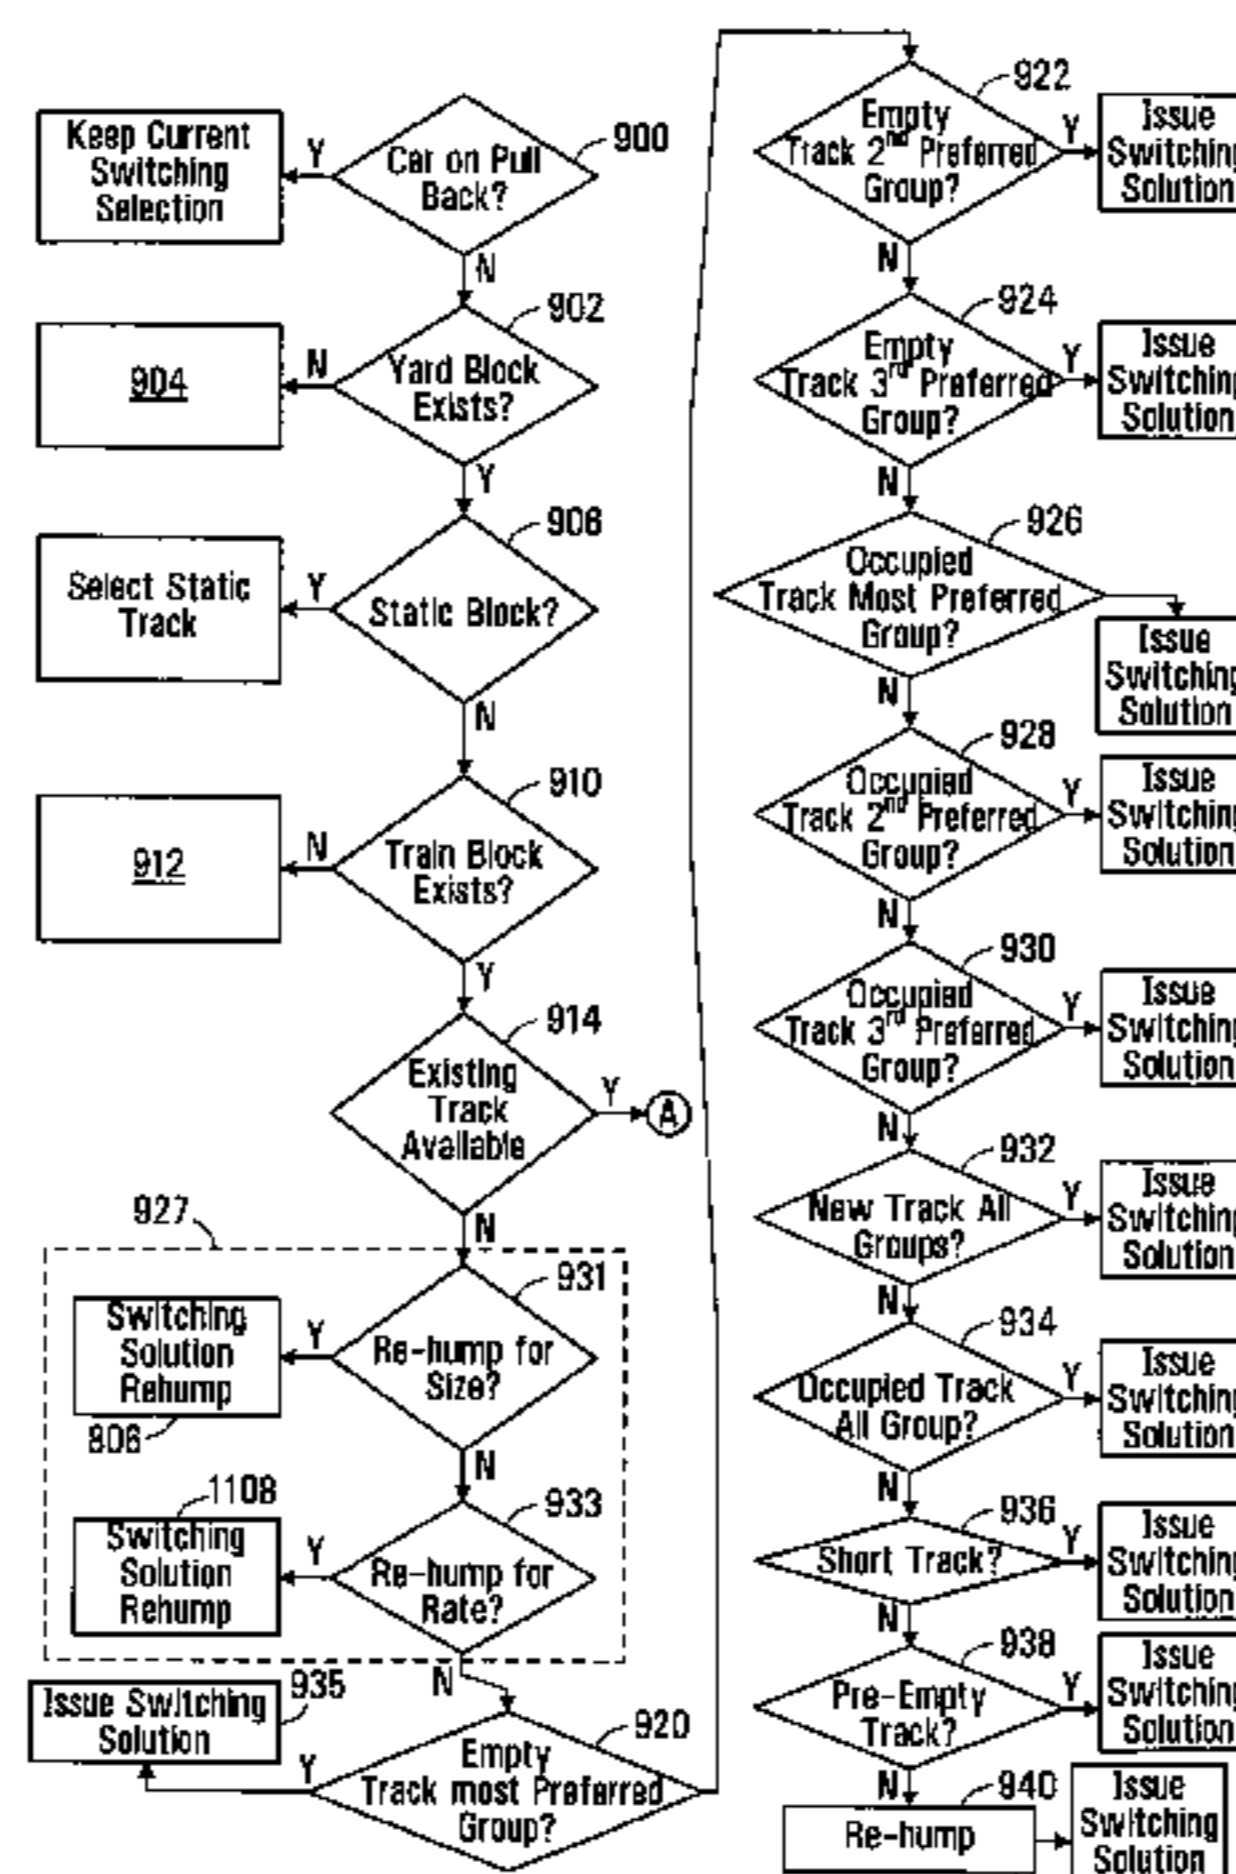 900
Car on Pull
Back?
Y
Keep Current
Switching
Selection
N
902
Yard Block
Exists?
N
904
Y
906
Static Block?
Y
Select Static
Track
N
910
Train Block
Exists?
N
912
Y
914
Existing
Track
Available
Y
A
N
927
931
Re-hump for
Size?
Y
Switching
Solution
Rehump
806
N
933
Re-hump for
Rate?
Y
1108
Switching
Solution
Rehump
N
920
Empty
Track most Preferred
Group?
Y
935
Issue Switching
Solution
922
Empty
Track 2nd Preferred
Group?
Y
Issue
Switching
Solution
N
924
Empty
Track 3rd Preferred
Group?
Y
Issue
Switching
Solution
N
926
Occupied
Track Most Preferred
Group?
Issue
Switching
Solution
N
928
Occupied
Track 2nd Preferred
Group?
Y
Issue
Switching
Solution
N
930
Occupied
Track 3rd Preferred
Group?
Y
Issue
Switching
Solution
N
932
New Track All
Groups?
Y
Issue
Switching
Solution
N
934
Occupied Track
All Group?
Y
Issue
Switching
Solution
N
936
Short Track?
Y
Issue
Switching
Solution
N
938
Pre-Empty
Track?
Y
Issue
Switching
Solution
N
940
Re-hump
Issue
Switching
Solution